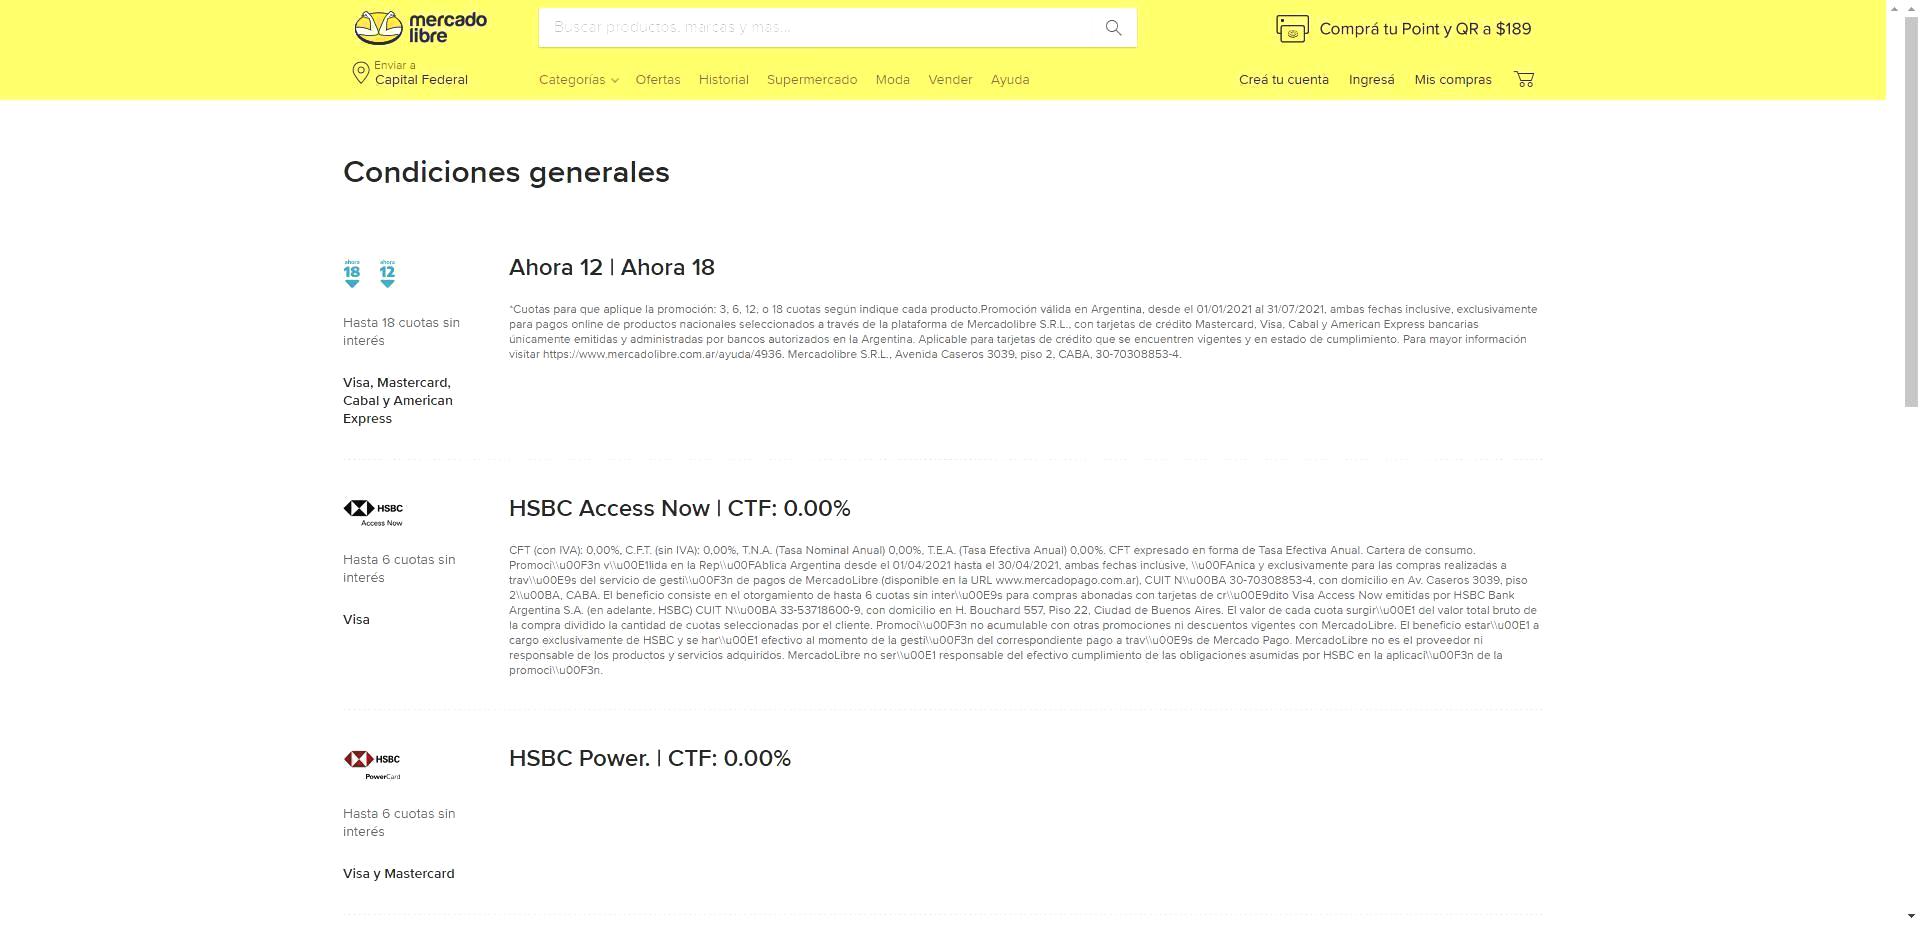 mercado
libre
Buscar productos, marcas y más...
Comprá tu Point y QR a $189
Enviar a
Capital Federal
Categorías Ofertas Historial Supermercado Moda Vender Ayuda
Creá tu cuenta Ingresá Mis compras
Condiciones generales
ahora 18 ahora 12
Hasta 18 cuotas sin
interés
Visa, Mastercard,
Cabal y American
Express
Ahora 12 | Ahora 18
*Cuotas para que aplique la promoción: 3, 6, 12, o 18 cuotas según indique cada producto.Promoción válida en Argentina, desde el 01/01/2021 al 31/07/2021, ambas fechas inclusive, exclusivamente
para pagos online de productos nacionales seleccionados a través de la plataforma de Mercadolibre S.R.L., con tarjetas de crédito Mastercard, Visa, Cabal y American Express bancarias
únicamente emitidas y administradas por bancos autorizados en la Argentina. Aplicable para tarjetas de crédito que se encuentren vigentes y en estado de cumplimiento. Para mayor información
visitar https://www.mercadolibre.com.ar/ayuda/4936. Mercadolibre S.R.L., Avenida Caseros 3039, piso 2, CABA, 30-70308853-4.
HSBC
Access Now
Hasta 6 cuotas sin
interés
Visa
HSBC Access Now | CTF: 0.00%
CFT (con IVA): 0,00%, C.F.T. (sin IVA): 0,00%, T.N.A. (Tasa Nominal Anual) 0,00%, T.E.A. (Tasa Efectiva Anual) 0,00%. CFT expresado en forma de Tasa Efectiva Anual. Cartera de consumo.
Promoci\\u00F3n v\\u00E1lida en la Rep\\u00FAblica Argentina desde el 01/04/2021 hasta el 30/04/2021, ambas fechas inclusive, \\u00FAnica y exclusivamente para las compras realizadas a
trav\\u00E9s del servicio de gesti\\u00F3n de pagos de MercadoLibre (disponible en la URL www.mercadopago.com.ar), CUIT N\\u00BA 30-70308853-4, con domicilio en Av. Caseros 3039, piso
2\\u00BA, CABA. El beneficio consiste en el otorgamiento de hasta 6 cuotas sin inter\\u00E9s para compras abonadas con tarjetas de cr\\u00E9dito Visa Access Now emitidas por HSBC Bank
Argentina S.A. (en adelante, HSBC) CUIT N\\u00BA 33-53718600-9, con domicilio en H. Bouchard 557, Piso 22, Ciudad de Buenos Aires. El valor de cada cuota surgir\\u00E1 del valor total bruto de
la compra dividido la cantidad de cuotas seleccionadas por el cliente. Promoci\\u00F3n no acumulable con otras promociones ni descuentos vigentes con MercadoLibre. El beneficio estar\\u00E1 a
cargo exclusivamente de HSBC y se har\\u00E1 efectivo al momento de la gesti\\u00F3n del correspondiente pago a trav\\u00E9s de Mercado Pago. MercadoLibre no es el proveedor ni
responsable de los productos y servicios adquiridos. MercadoLibre no ser\\u00E1 responsable del efectivo cumplimiento de las obligaciones asumidas por HSBC en la aplicaci\\u00F3n de la
promoci\\u00F3n.
HSBC
PowerCard
Hasta 6 cuotas sin
interés
Visa y Mastercard
HSBC Power. | CTF: 0.00%